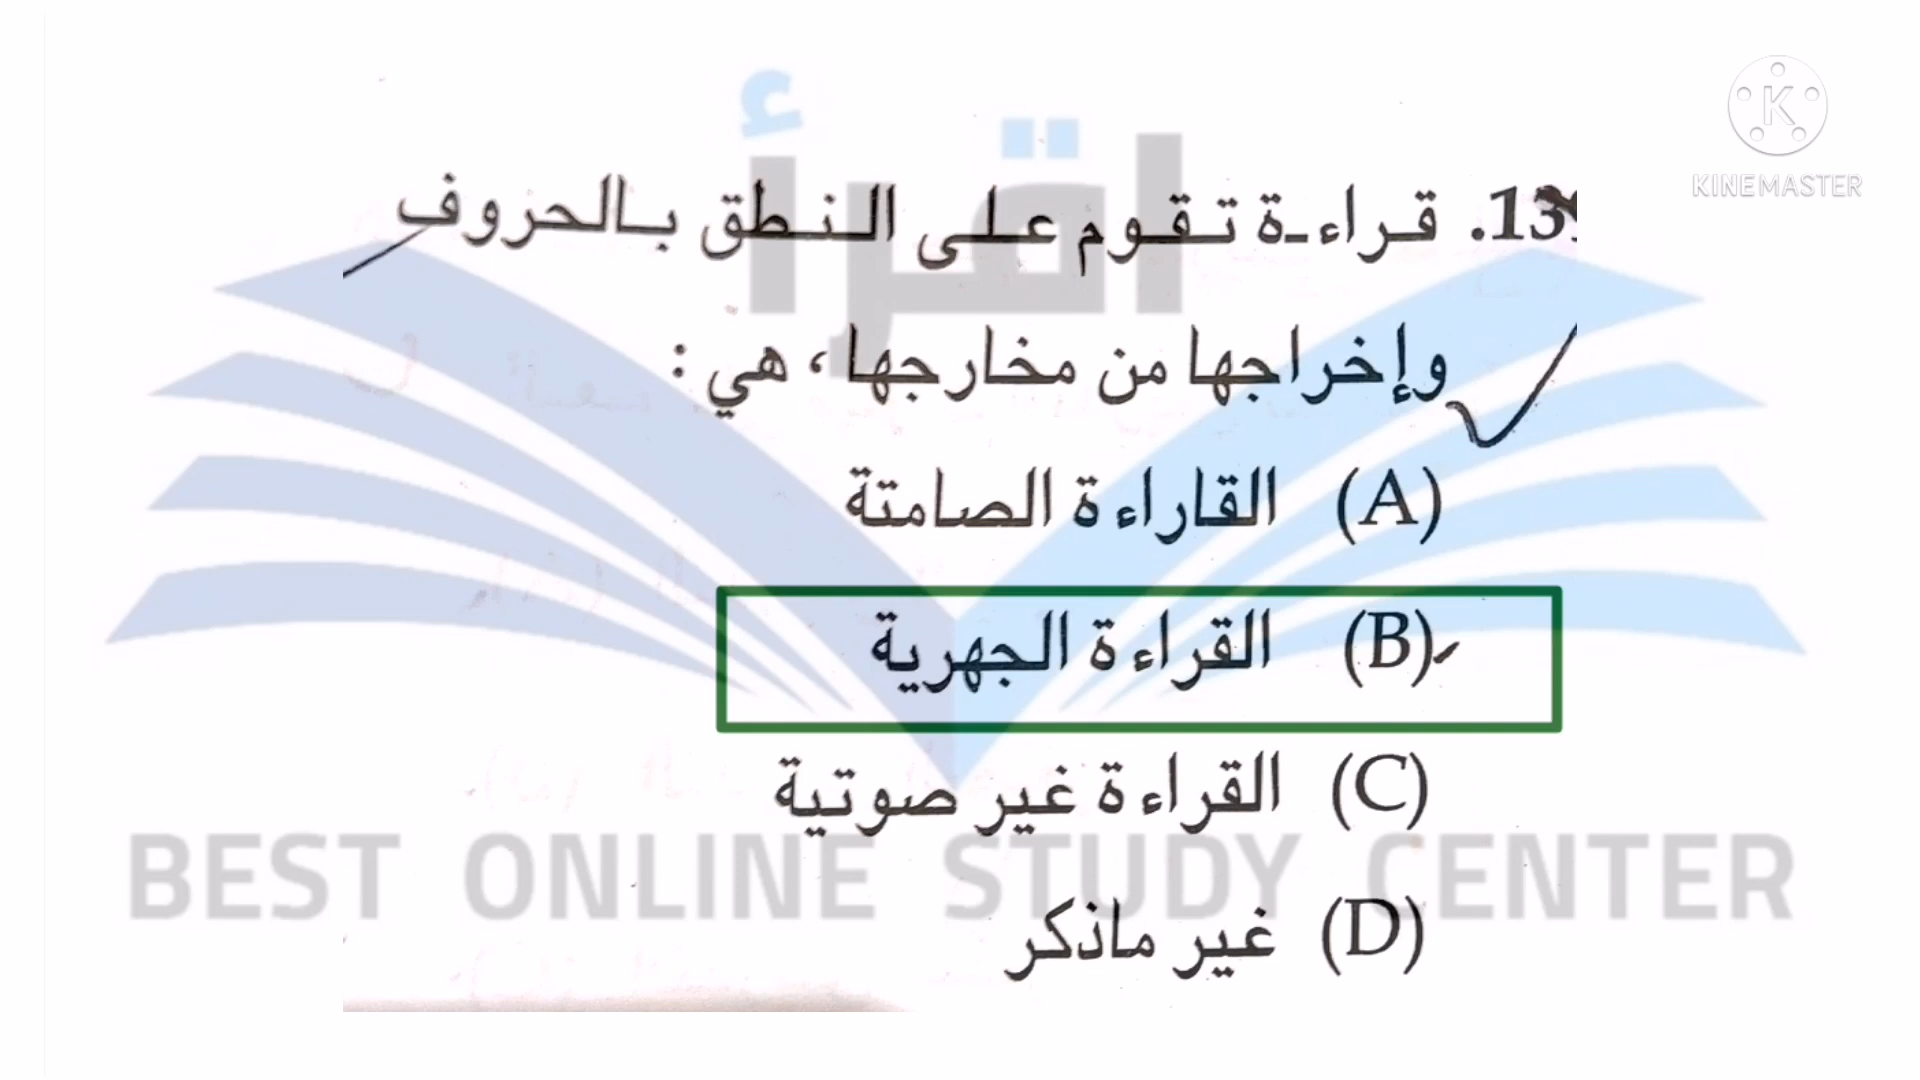 اقرأ
KINEMASTER
13. قراءة تقوم على النطق بالحروف
وإخراجها من مخارجها، هي :
(A) القاراءة الصامتة
(B) القراءة الجهرية
(C) القراءة غير صوتية
(D) غير ماذكر
BEST ONLINE STUDY CENTER